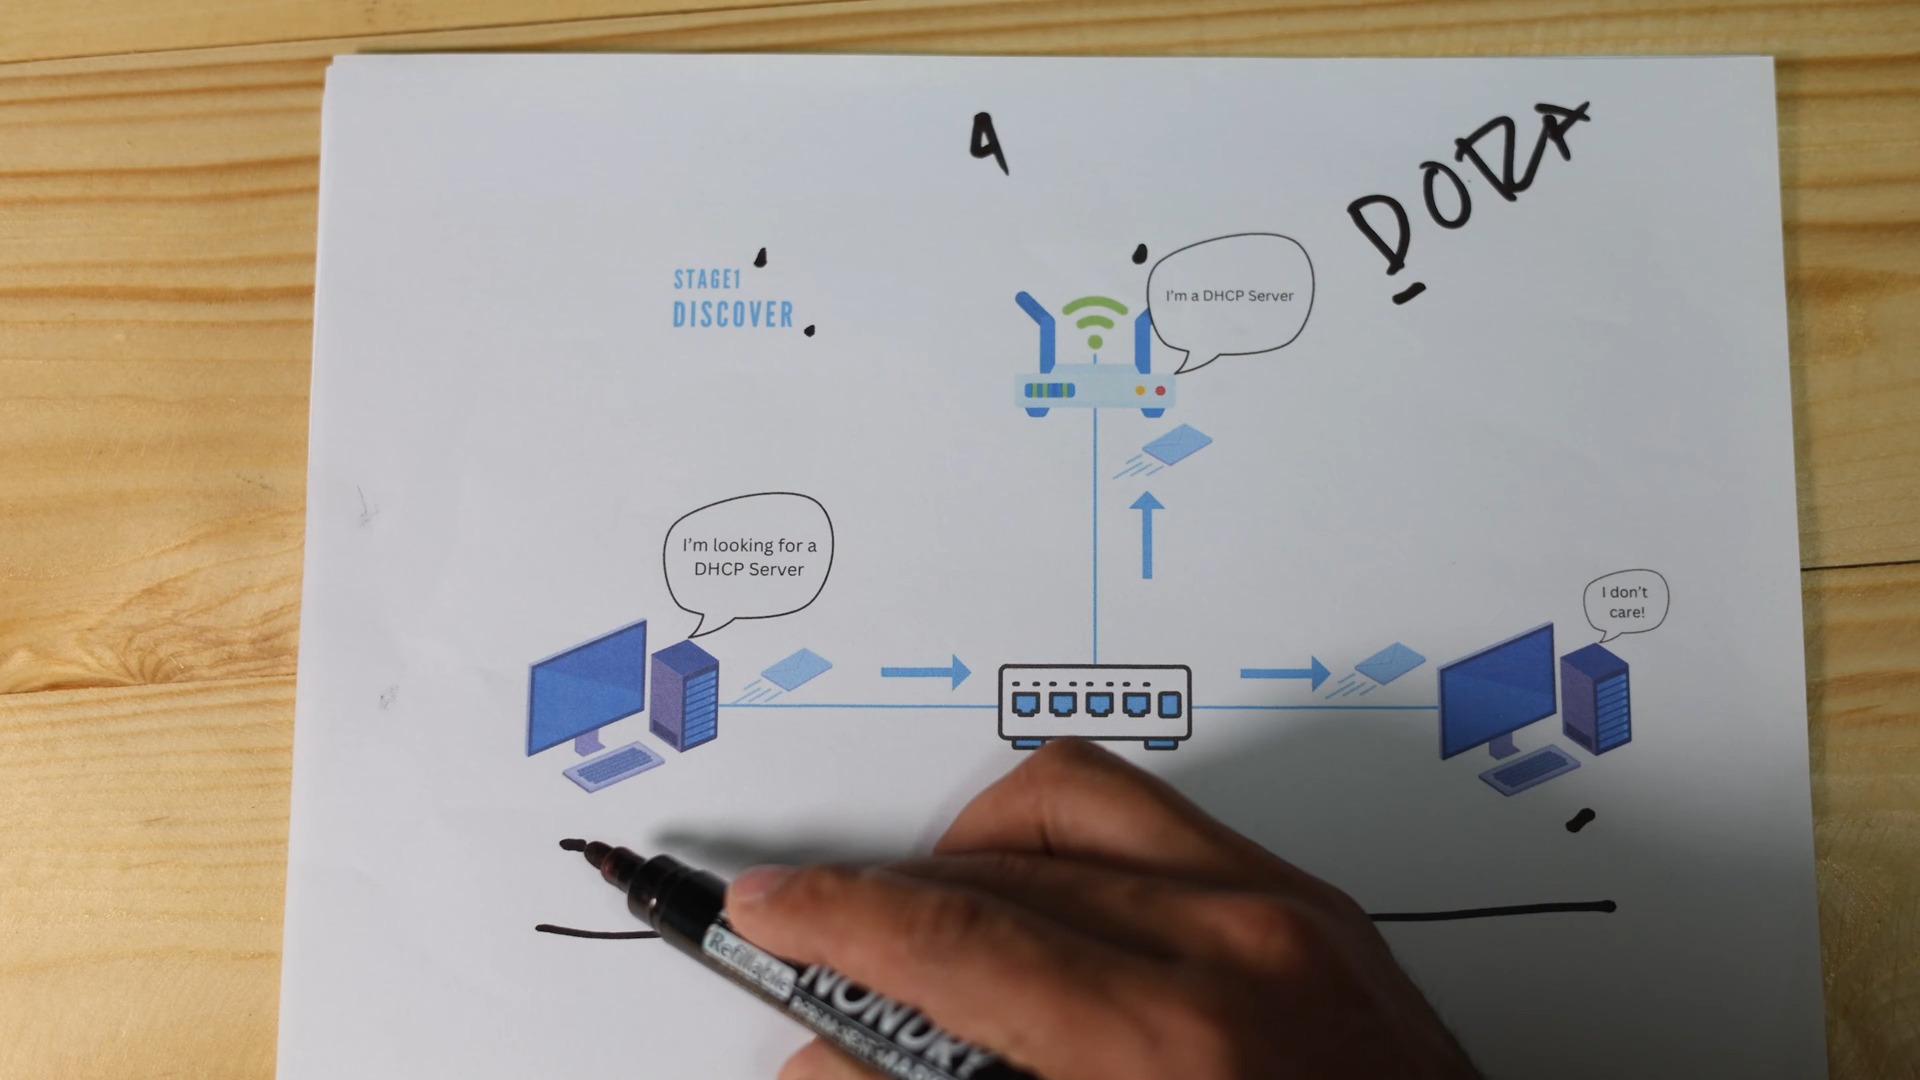 4
DORA
STAGE1
DISCOVER
I'm a DHCP Server
I'm looking for a
DHCP Server
I don't
care!
Refillable
NONDRY